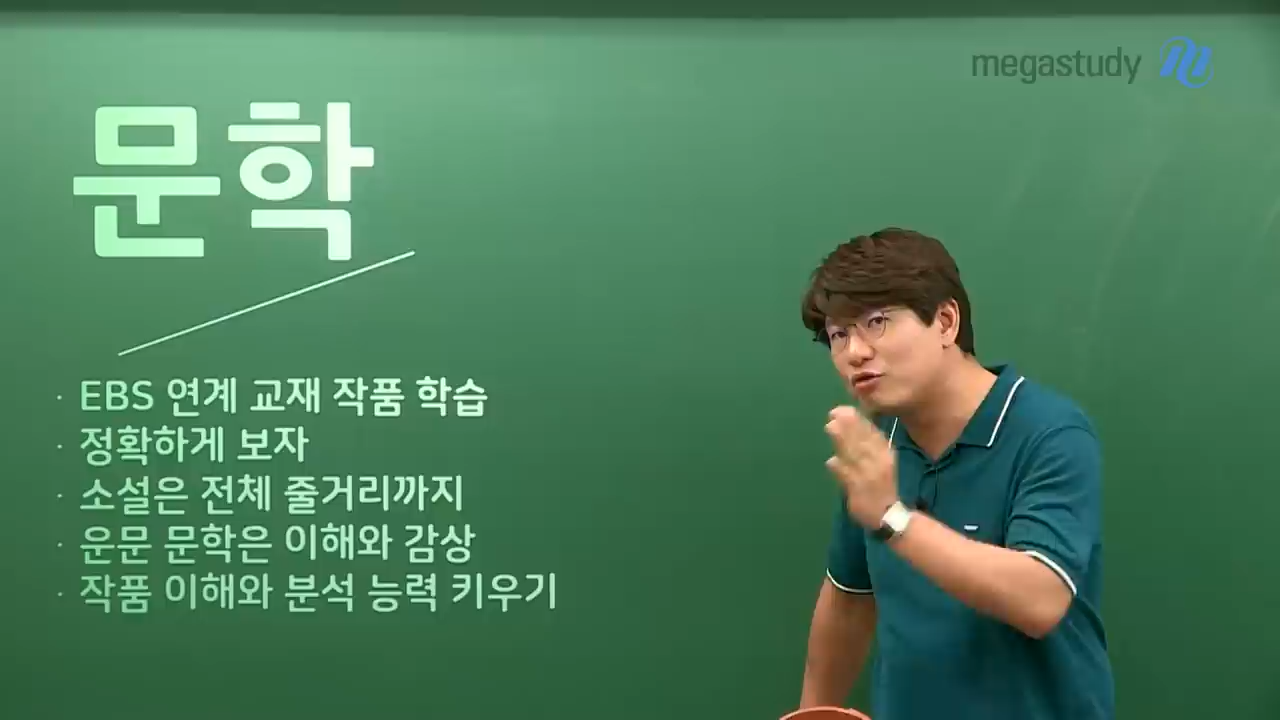 megastudy
문학
· EBS 연계 교재 작품 학습
· 정확하게 보자
· 소설은 전체 줄거리까지
· 운문 문학은 이해와 감상
· 작품 이해와 분석 능력 키우기